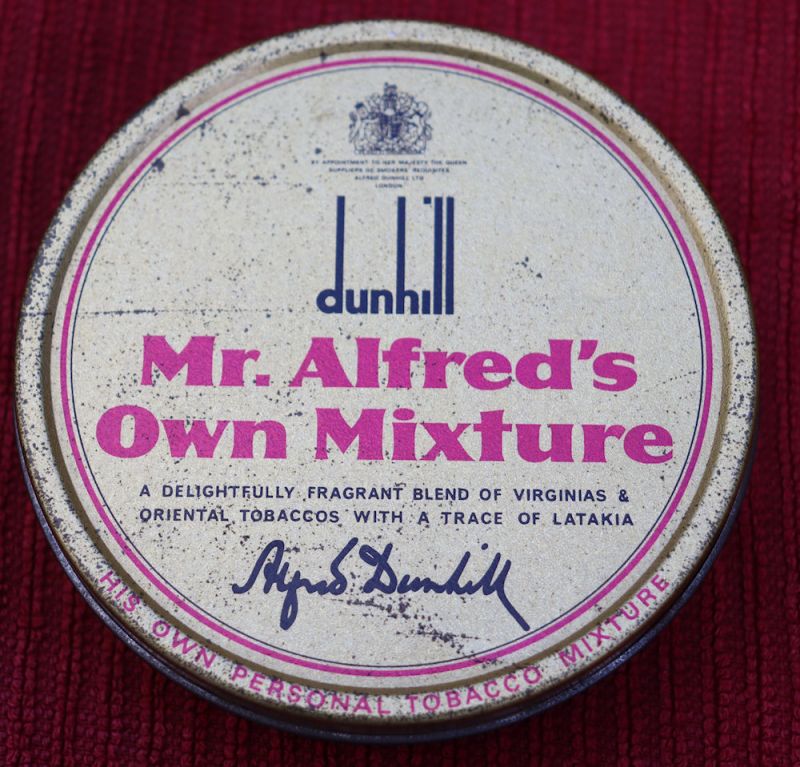 BY APPOINTMENT TO HER MAJESTY THE QUEEN
SUPPLIERS OF SMOKERS' REQUISITES
ALFRED DUNHILL LTD
LONDON
dunhill
Mr. Alfred's
Own Mixture
A DELIGHTFULLY FRAGRANT BLEND OF VIRGINIAS &
ORIENTAL TOBACCOS WITH A TRACE OF LATAKIA
Alfred Dunhill
HIS OWN PERSONAL TOBACCO MIXTURE